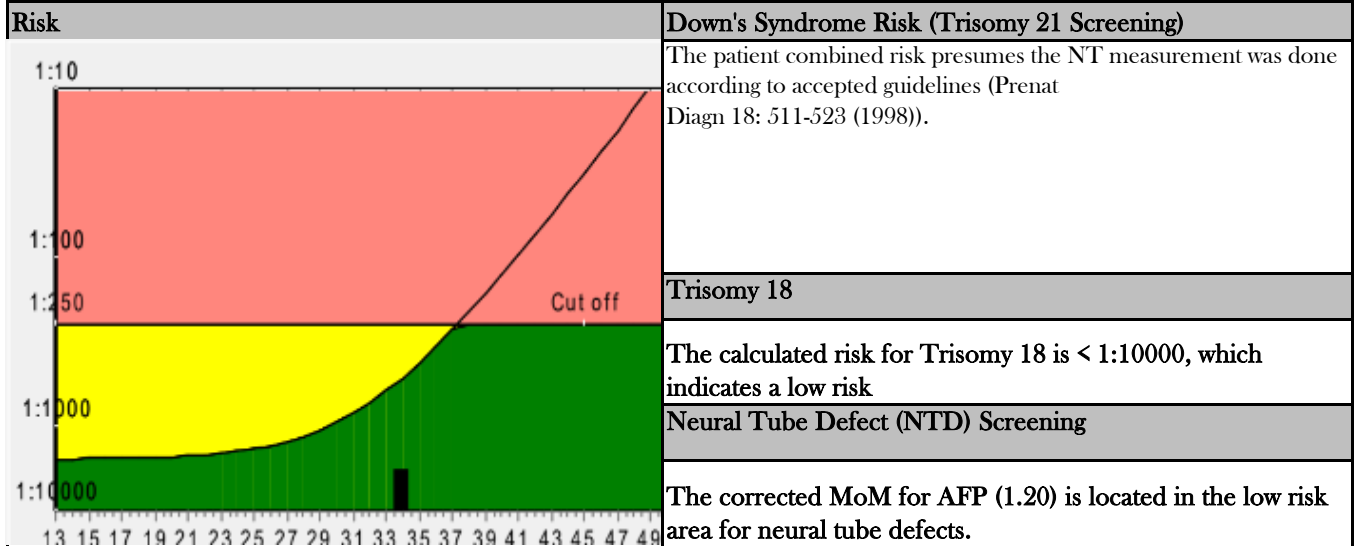 Risk
1:10
1:100
1:250
Cut off
1:1000
1:10000
13 15 17 19 21 23 25 27 29 31 33 35 37 39 41 43 45 47 49
Down's Syndrome Risk (Trisomy 21 Screening)
The patient combined risk presumes the NT measurement was done
according to accepted guidelines (Prenat
Diagn 18: 511-523 (1998)).
Trisomy 18
The calculated risk for Trisomy 18 is < 1:10000, which
indicates a low risk
Neural Tube Defect (NTD) Screening
The corrected MoM for AFP (1.20) is located in the low risk
area for neural tube defects.